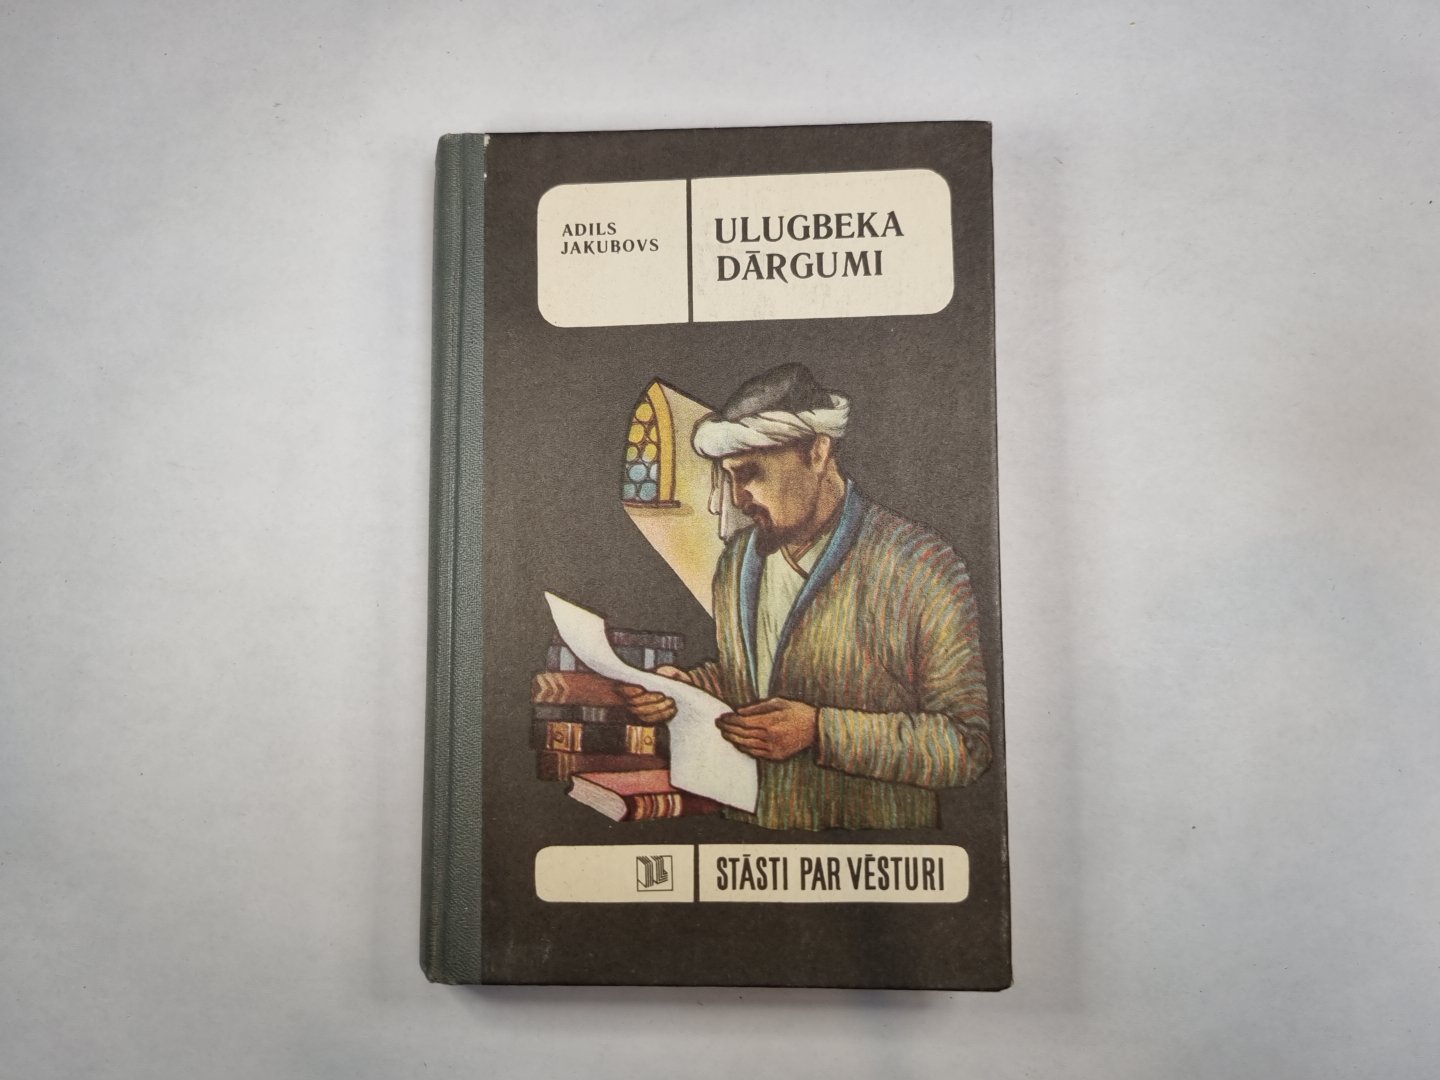 ADILS
JAKUBOVS
ULUGBEKA
DĀRGUMI
STĀSTI PAR VĒSTURI